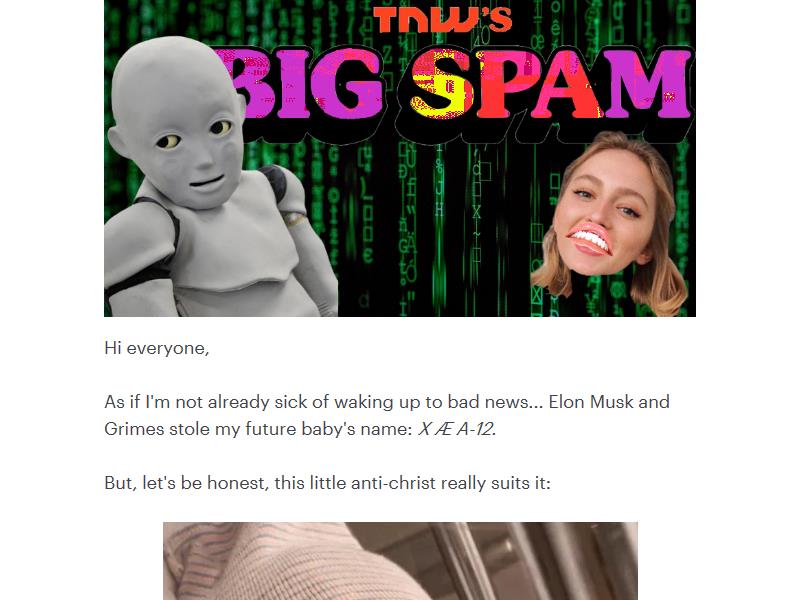 TNW'S
BIG SPAM
Hi everyone,
As if I'm not already sick of waking up to bad news... Elon Musk and
Grimes stole my future baby's name: X Æ A-12.
But, let's be honest, this little anti-christ really suits it: